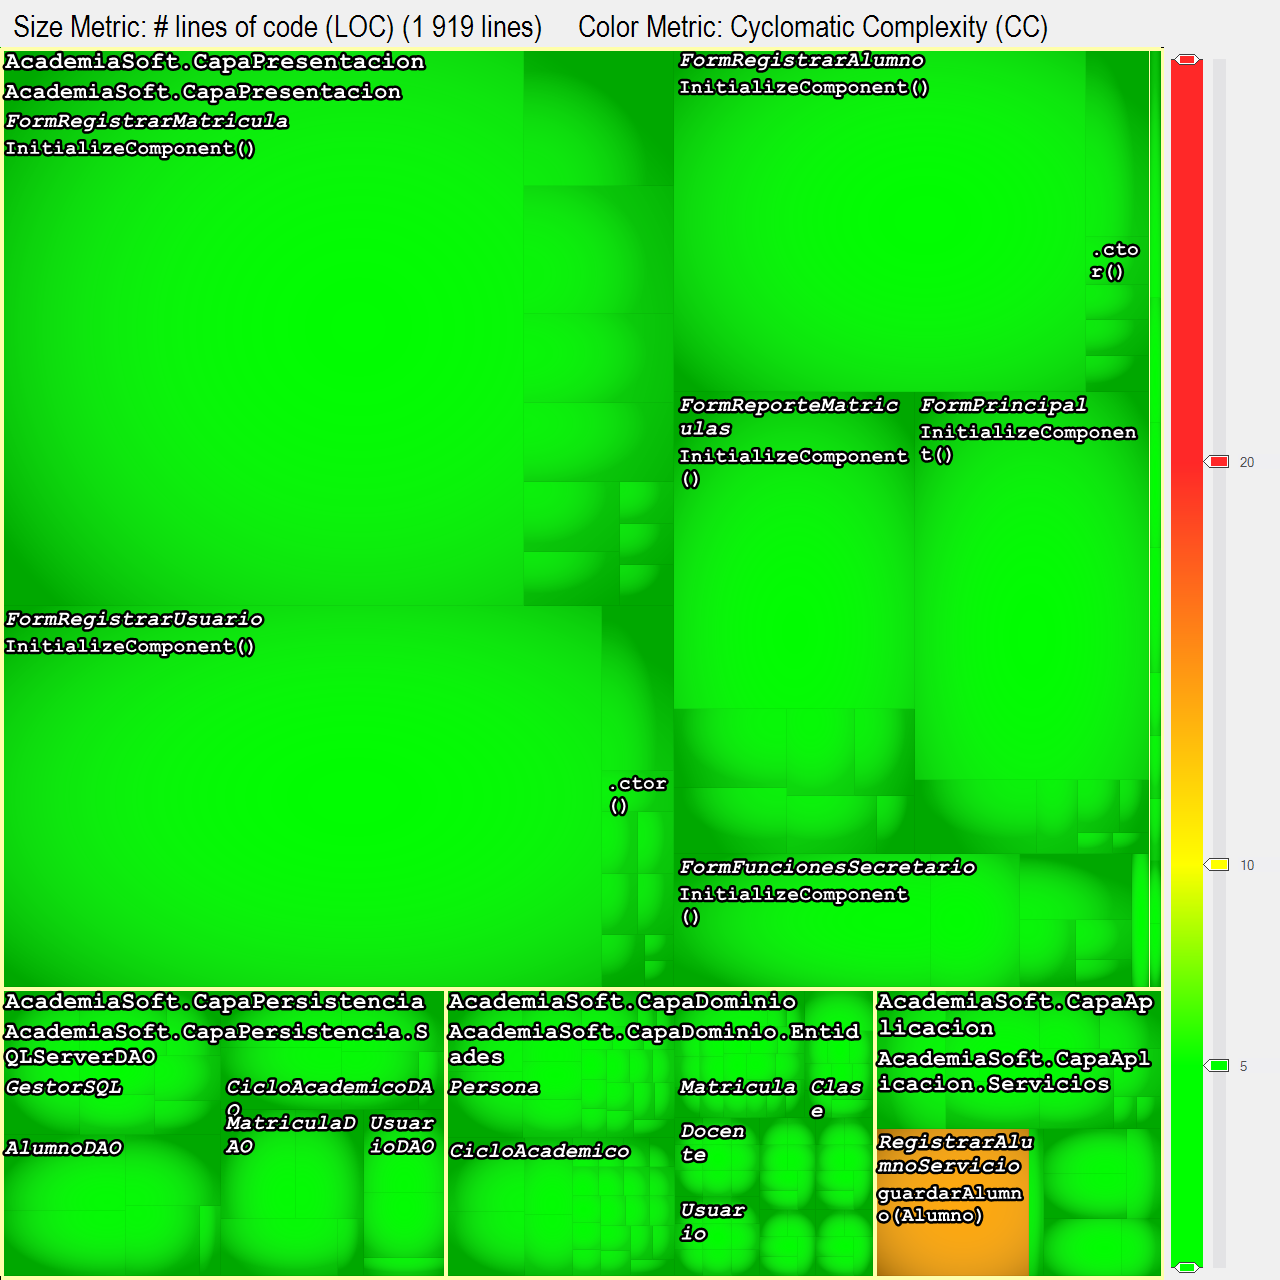 Size Metric: # lines of code (LOC) (1 919 lines)
Color Metric: Cyclomatic Complexity (CC)
AcademiaSoft.CapaPresentacion
AcademiaSoft.CapaPresentacion
FormRegistrarMatricula
InitializeComponent()
FormRegistrarAlumno
InitializeComponent()
.cto
r()
FormReporteMatric
ulas
InitializeComponent
()
FormPrincipal
InitializeComponen
t()
FormRegistrarUsuario
InitializeComponent()
.ctor
()
FormFuncionesSecretario
InitializeComponent
()
AcademiaSoft.CapaPersistencia
AcademiaSoft.CapaPersistencia.S
QLServerDAO
GestorSQL
CicloAcademicoDA
O
AlumnoDAO
MatriculaD
AO
Usuar
ioDAO
AcademiaSoft.CapaDominio
AcademiaSoft.CapaDominio.Entid
ades
Persona
Matricula
Clas
e
CicloAcademico
Docen
te
Usuar
io
AcademiaSoft.CapaAp
licacion
AcademiaSoft.CapaApl
icacion.Servicios
RegistrarAlu
mnoServicio
guardarAlumn
o(Alumno)
20
10
5